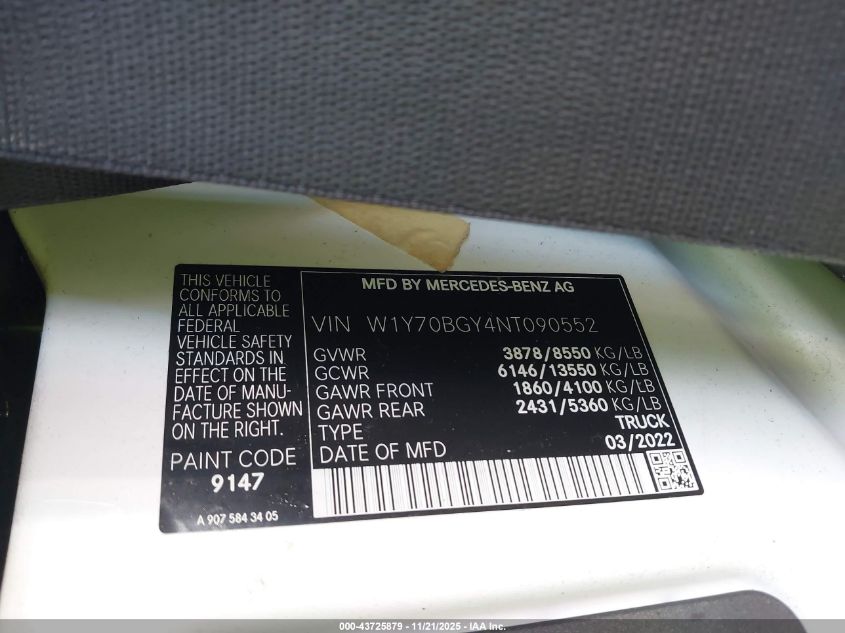 THIS VEHICLE
CONFORMS TO
ALL APPLICABLE
FEDERAL
VEHICLE SAFETY
STANDARDS IN
EFFECT ON THE
DATE OF MANU-
FACTURE SHOWN
ON THE RIGHT.
PAINT CODE
9147
A 907 584 34 05
MFD BY MERCEDES-BENZ AG
VIN W1Y70BGY4NT090552
GVWR 3878/8550 KG/LB
GCWR 6146/13550 KG/LB
GAWR FRONT 1860/4100 KG/LB
GAWR REAR 2431/5360 KG/LB
TYPE TRUCK
DATE OF MFD 03/2022
000-43725879 - 11/21/2025 - IAA Inc.